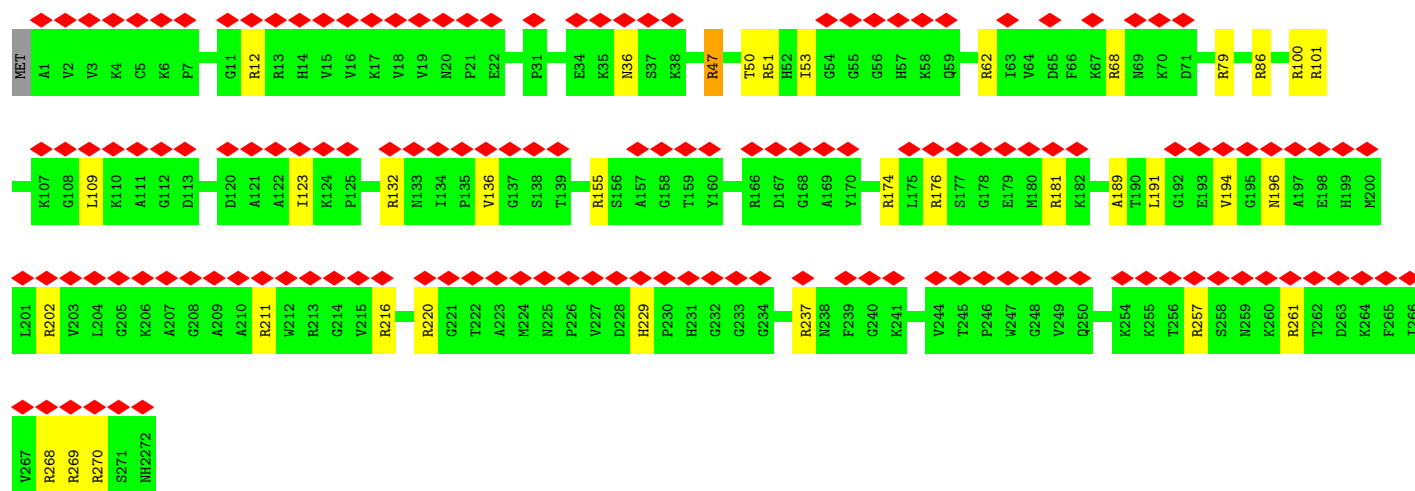 MET A1 V2 V3 K4 C5 K6 P7 G11 R12 R13 H14 V15 V16 K17 V18 V19 N20 P21 E22 P31 E34 K35 N36 S37 K38 R47 T50 R51 H52 I53 G54 G55 G56 H57 K58 Q59 R62 I63 V64 D65 F66 K67 R68 N69 K70 D71 R79 R86 R100 R101
K107 G108 L109 K110 A111 G112 D113 D120 A121 A122 I123 K124 P125 R132 N133 I134 P135 V136 G137 S138 T139 R155 S156 A157 G158 T159 Y160 R166 D167 G168 A169 Y170 R174 L175 R176 S177 G178 E179 M180 R181 K182 A189 T190 L191 G192 E193 V194 G195 N196 A197 E198 H199 M200
L201 R202 V203 L204 G205 K206 A207 G208 A209 A210 R211 W212 R213 G214 V215 R216 R220 G221 T222 A223 M224 N225 P226 V227 D228 H229 P230 H231 G232 G233 G234 R237 N238 F239 G240 K241 V244 T245 P246 W247 G248 V249 Q250 K254 K255 T256 R257 S258 N259 K260 R261 T262 D263 K264 F265 I266
V267 R268 R269 R270 S271 NH2272